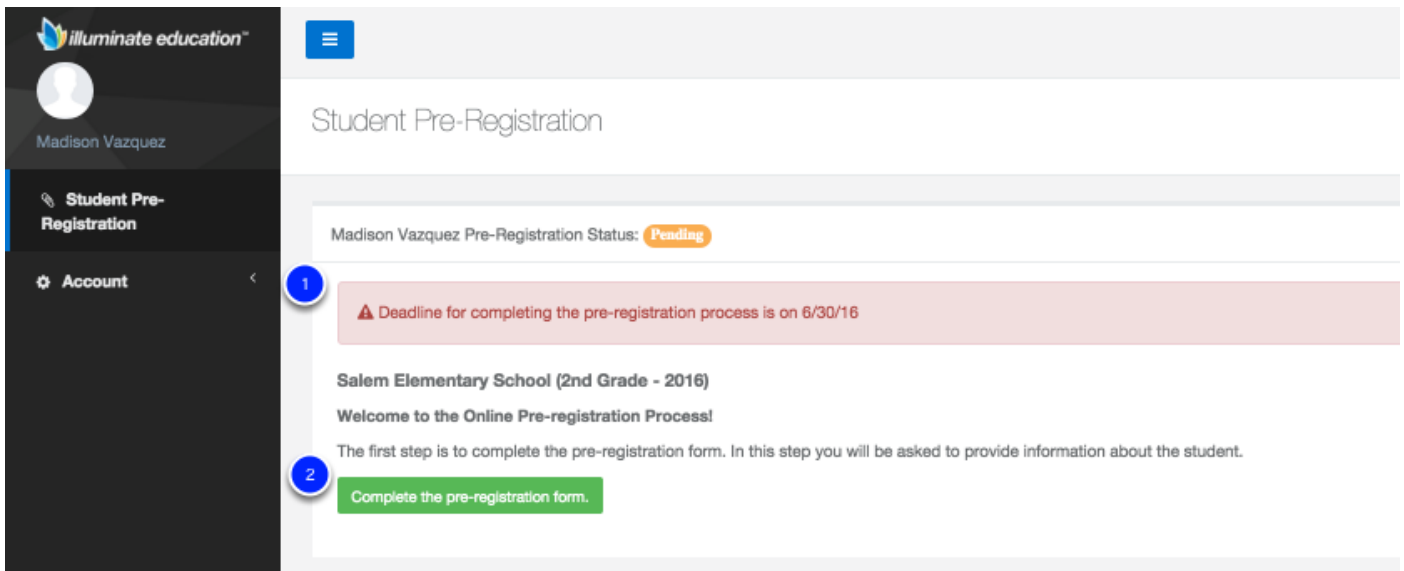 illuminate education™
Madison Vazquez
Student Pre-
Registration
Account
Student Pre-Registration
Madison Vazquez Pre-Registration Status: Pending
1
Deadline for completing the pre-registration process is on 6/30/16
Salem Elementary School (2nd Grade - 2016)
Welcome to the Online Pre-registration Process!
The first step is to complete the pre-registration form. In this step you will be asked to provide information about the student.
2
Complete the pre-registration form.